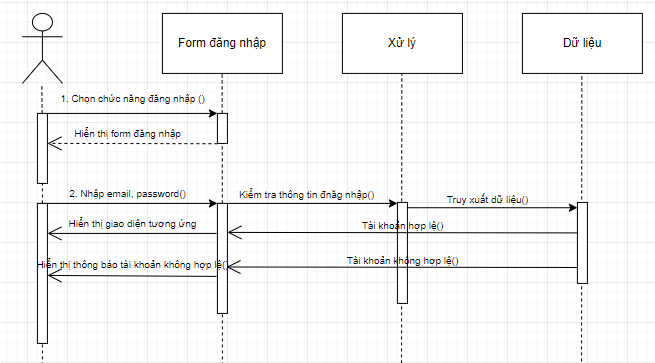 Form đăng nhập
Xử lý
Dữ liệu
1. Chọn chức năng đăng nhập ()
Hiển thị form đăng nhập
2. Nhập email, password()
Kiểm tra thông tin đnăg nhập()
Truy xuất dữ liệu()
Hiển thị giao diện tương ứng
Tài khoản hợp lệ()
Hiển thị thông báo tài khoản không hợp lệ()
Tài khoản không hợp lệ()